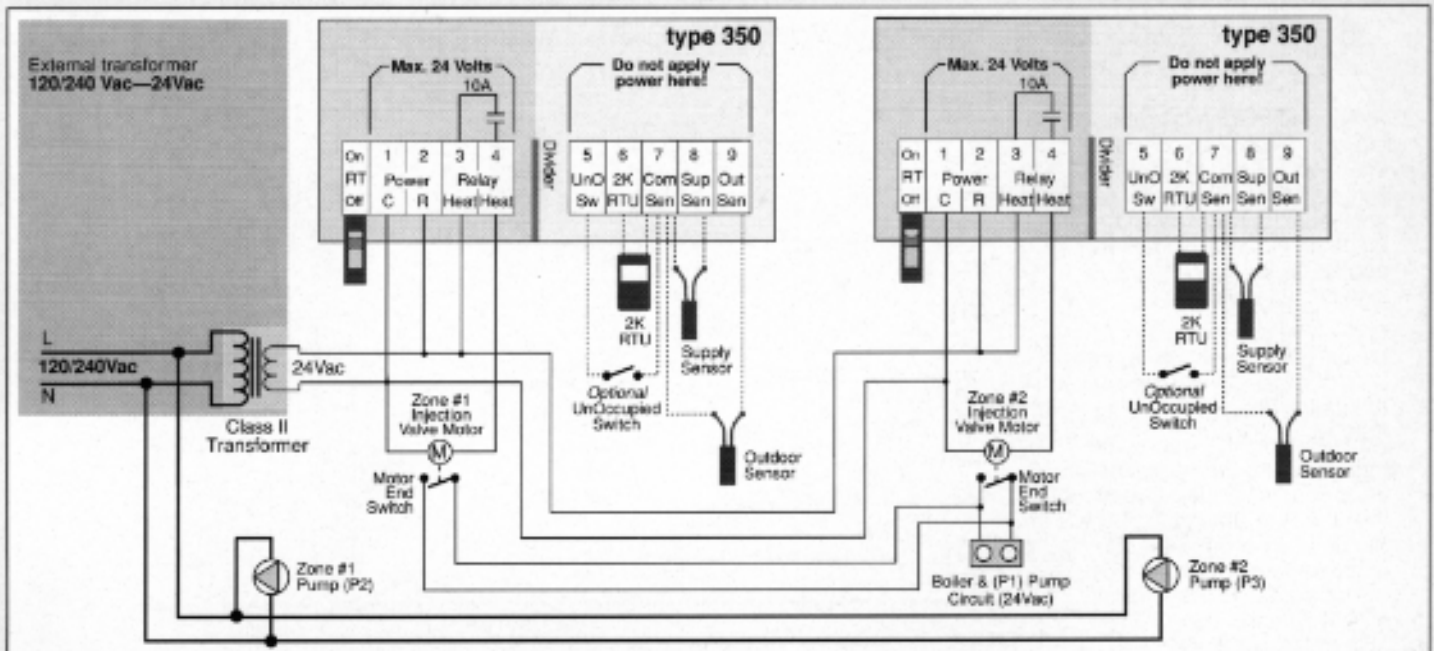 External transformer
120/240 Vac—24Vac
L
120/240Vac
N
24Vac
Class II
Transformer
type 350
Max. 24 Volts
10A
Do not apply
power here!
On
RT
Off
1 2 3 4
Power Relay
C R Heat Heat
Divider
5 6 7 8 9
UnO 2K Com Sup Out
Sw RTU Sen Sen Sen
2K
RTU
Supply
Sensor
Optional
UnOccupied
Switch
Outdoor
Sensor
Zone #1
Injection
Valve Motor
M
Motor
End
Switch
Zone #1
Pump (P2)
type 350
Max. 24 Volts
10A
Do not apply
power here!
On
RT
Off
1 2 3 4
Power Relay
C R Heat Heat
Divider
5 6 7 8 9
UnO 2K Com Sup Out
Sw RTU Sen Sen Sen
2K
RTU
Supply
Sensor
Optional
UnOccupied
Switch
Outdoor
Sensor
Zone #2
Injection
Valve Motor
M
Motor
End
Switch
Boiler & (P1) Pump
Circuit (24Vac)
Zone #2
Pump (P3)